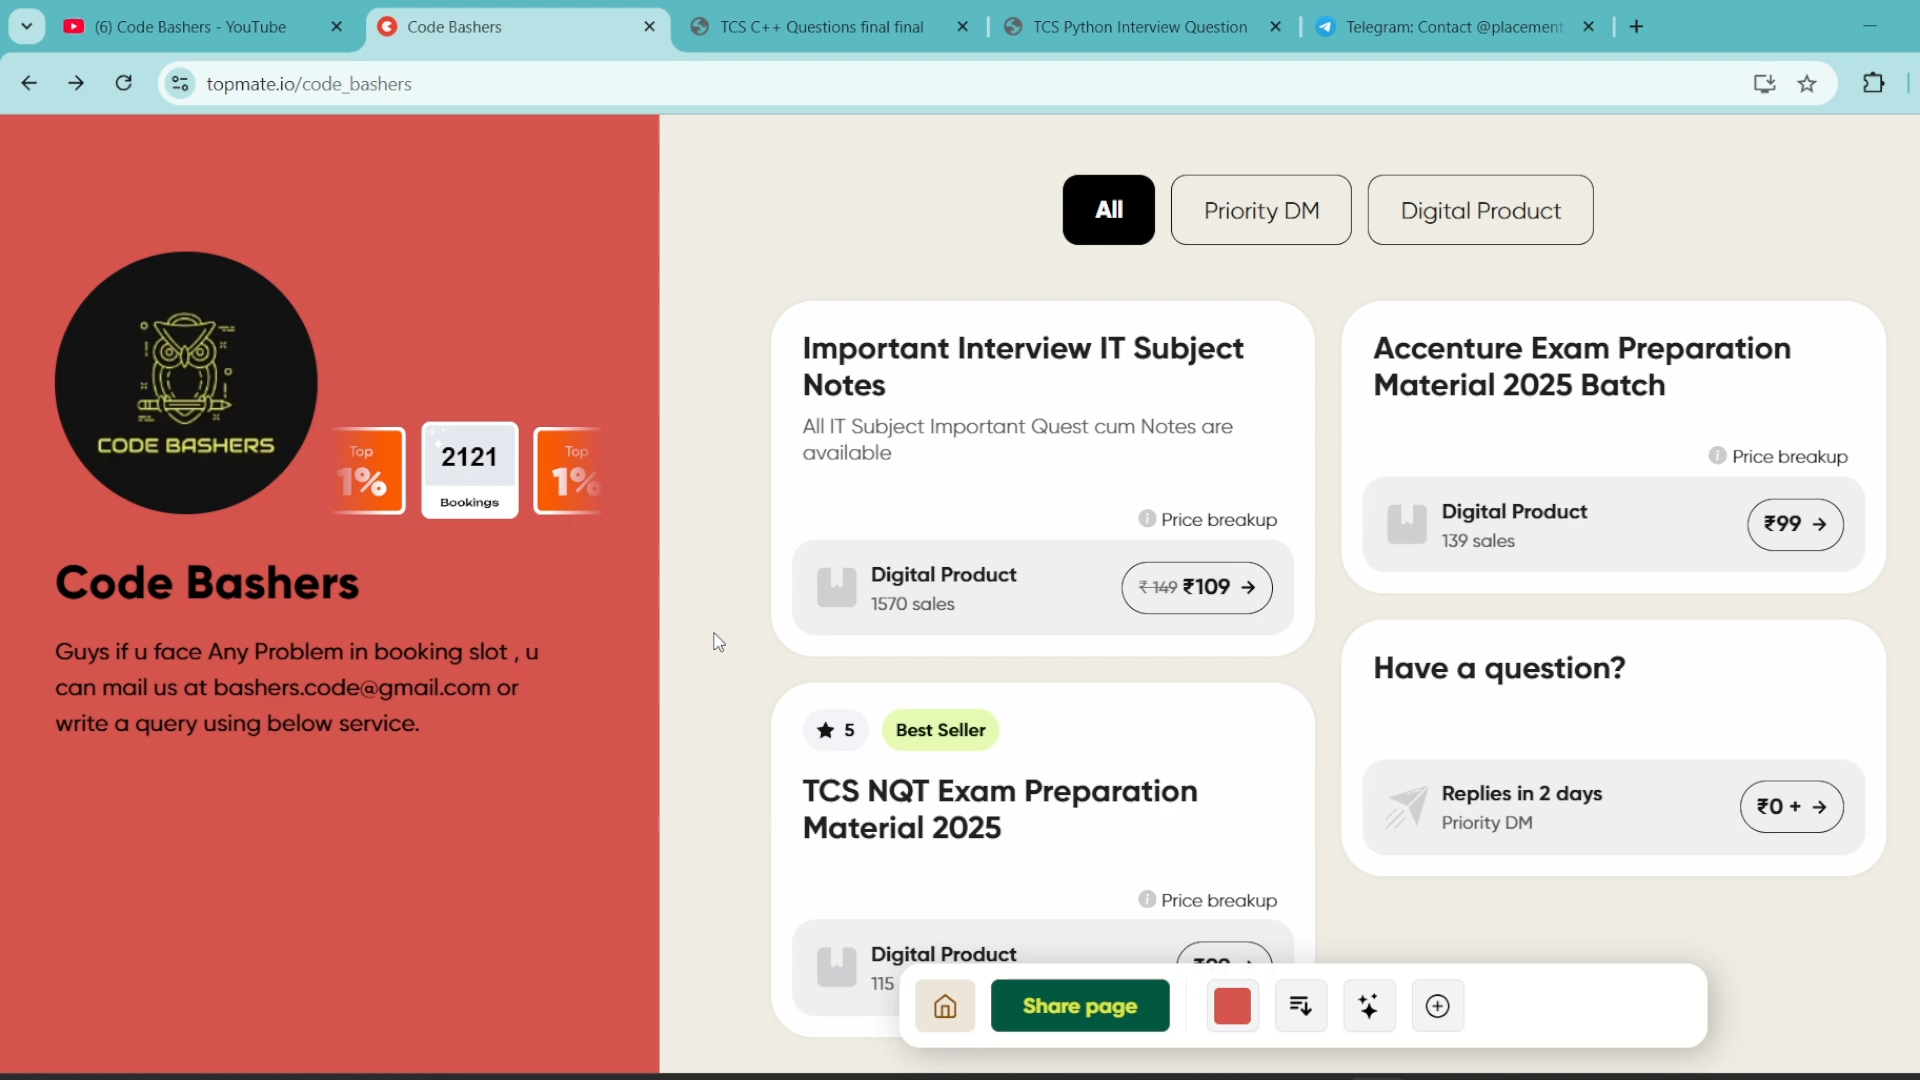 (6) Code Bashers - YouTube
Code Bashers
TCS C++ Questions final final
TCS Python Interview Question
Telegram: Contact @placement
topmate.io/code_bashers
CODE BASHERS
Top
1%
2121
Bookings
Top
1%
Code Bashers
Guys if u face Any Problem in booking slot , u
can mail us at bashers.code@gmail.com or
write a query using below service.
All
Priority DM
Digital Product
Important Interview IT Subject
Notes
All IT Subject Important Quest cum Notes are
available
Price breakup
Digital Product
1570 sales
₹149 ₹109 →
Accenture Exam Preparation
Material 2025 Batch
Price breakup
Digital Product
139 sales
₹99 →
5
Best Seller
TCS NQT Exam Preparation
Material 2025
Price breakup
Digital Product
115
Have a question?
Replies in 2 days
Priority DM
₹0 + →
Share page